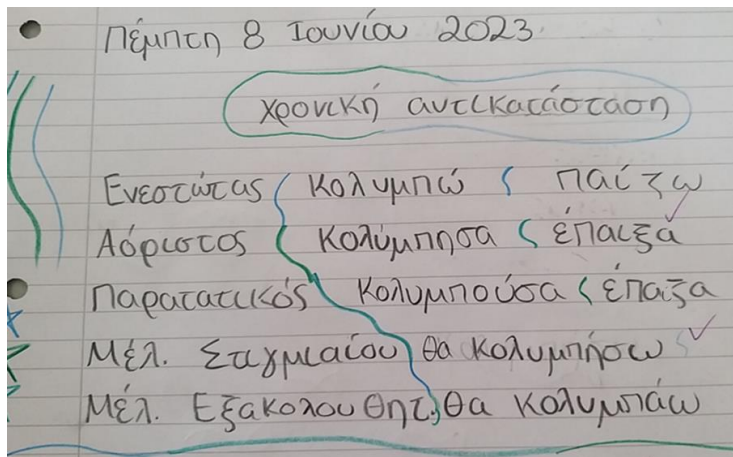 Πέμπτη 8 Ιουνίου 2023.
χρονική αντικατάσταση
Ενεστώτας Κολυμπώ παίζω
Αόριστος Κολύμπησα έπαιξα
Παρατατικός Κολυμπούσα έπαιζα
Μέλ. Στιγμιαίου θα κολυμπήσω
Μέλ. Εξακολουθητ. θα κολυμπάω